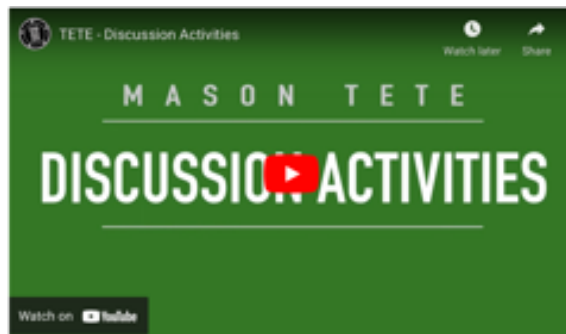 TETE - Discussion Activities
Watch later
Share
MASON TETE
DISCUSSION ACTIVITIES
Watch on YouTube